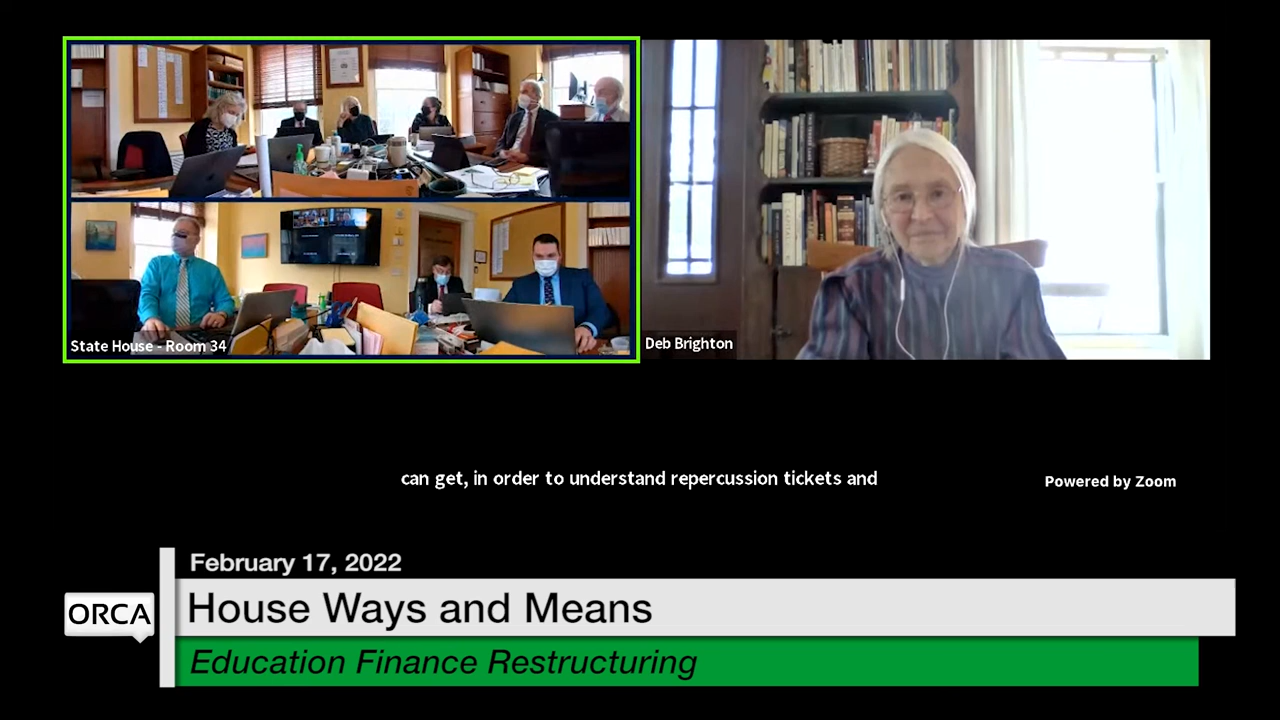 State House - Room 34
Deb Brighton
can get, in order to understand repercussion tickets and
Powered by Zoom
February 17, 2022
ORCA
House Ways and Means
Education Finance Restructuring